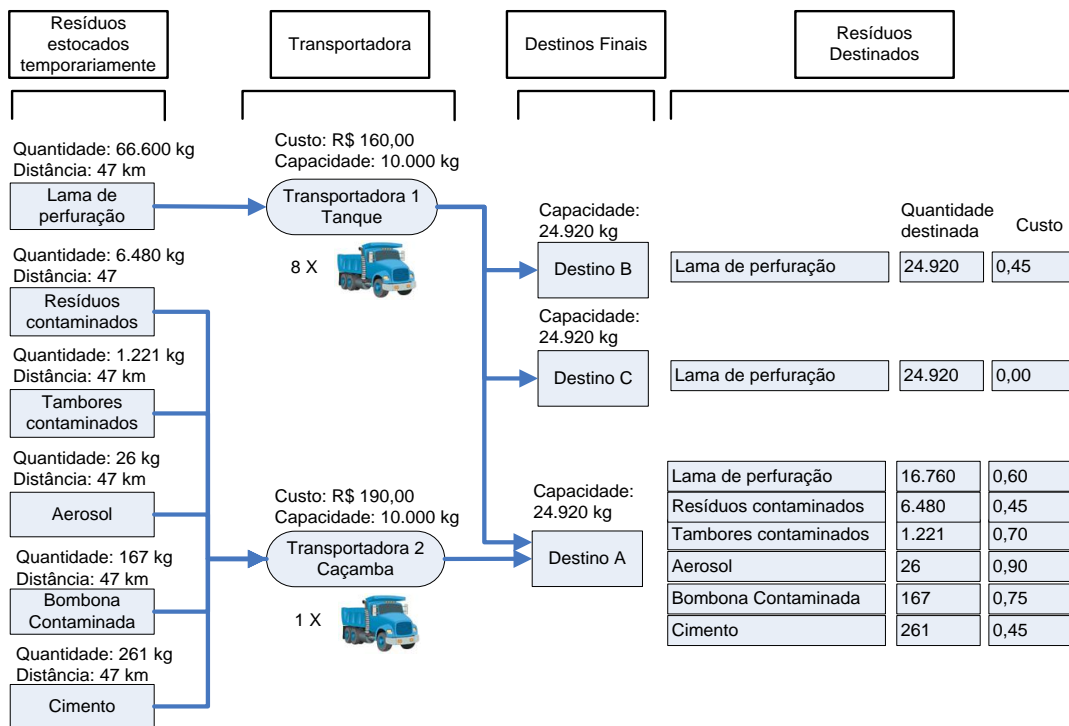 Resíduos
estocados
temporariamente
Transportadora
Destinos Finais
Resíduos
Destinados
Quantidade: 66.600 kg
Distância: 47 km
Lama de
perfuração
Custo: R$ 160,00
Capacidade: 10.000 kg
Transportadora 1
Tanque
8 X
Capacidade:
24.920 kg
Destino B
Quantidade
destinada
Custo
Lama de perfuração
24.920
0,45
Quantidade: 6.480 kg
Distância: 47
Resíduos
contaminados
Capacidade:
24.920 kg
Destino C
Lama de perfuração
24.920
0,00
Quantidade: 1.221 kg
Distância: 47 km
Tambores
contaminados
Quantidade: 26 kg
Distância: 47 km
Aerosol
Custo: R$ 190,00
Capacidade: 10.000 kg
Transportadora 2
Caçamba
1 X
Capacidade:
24.920 kg
Destino A
Lama de perfuração
16.760
0,60
Resíduos contaminados
6.480
0,45
Tambores contaminados
1.221
0,70
Aerosol
26
0,90
Bombona Contaminada
167
0,75
Cimento
261
0,45
Quantidade: 167 kg
Distância: 47 km
Bombona
Contaminada
Quantidade: 261 kg
Distância: 47 km
Cimento